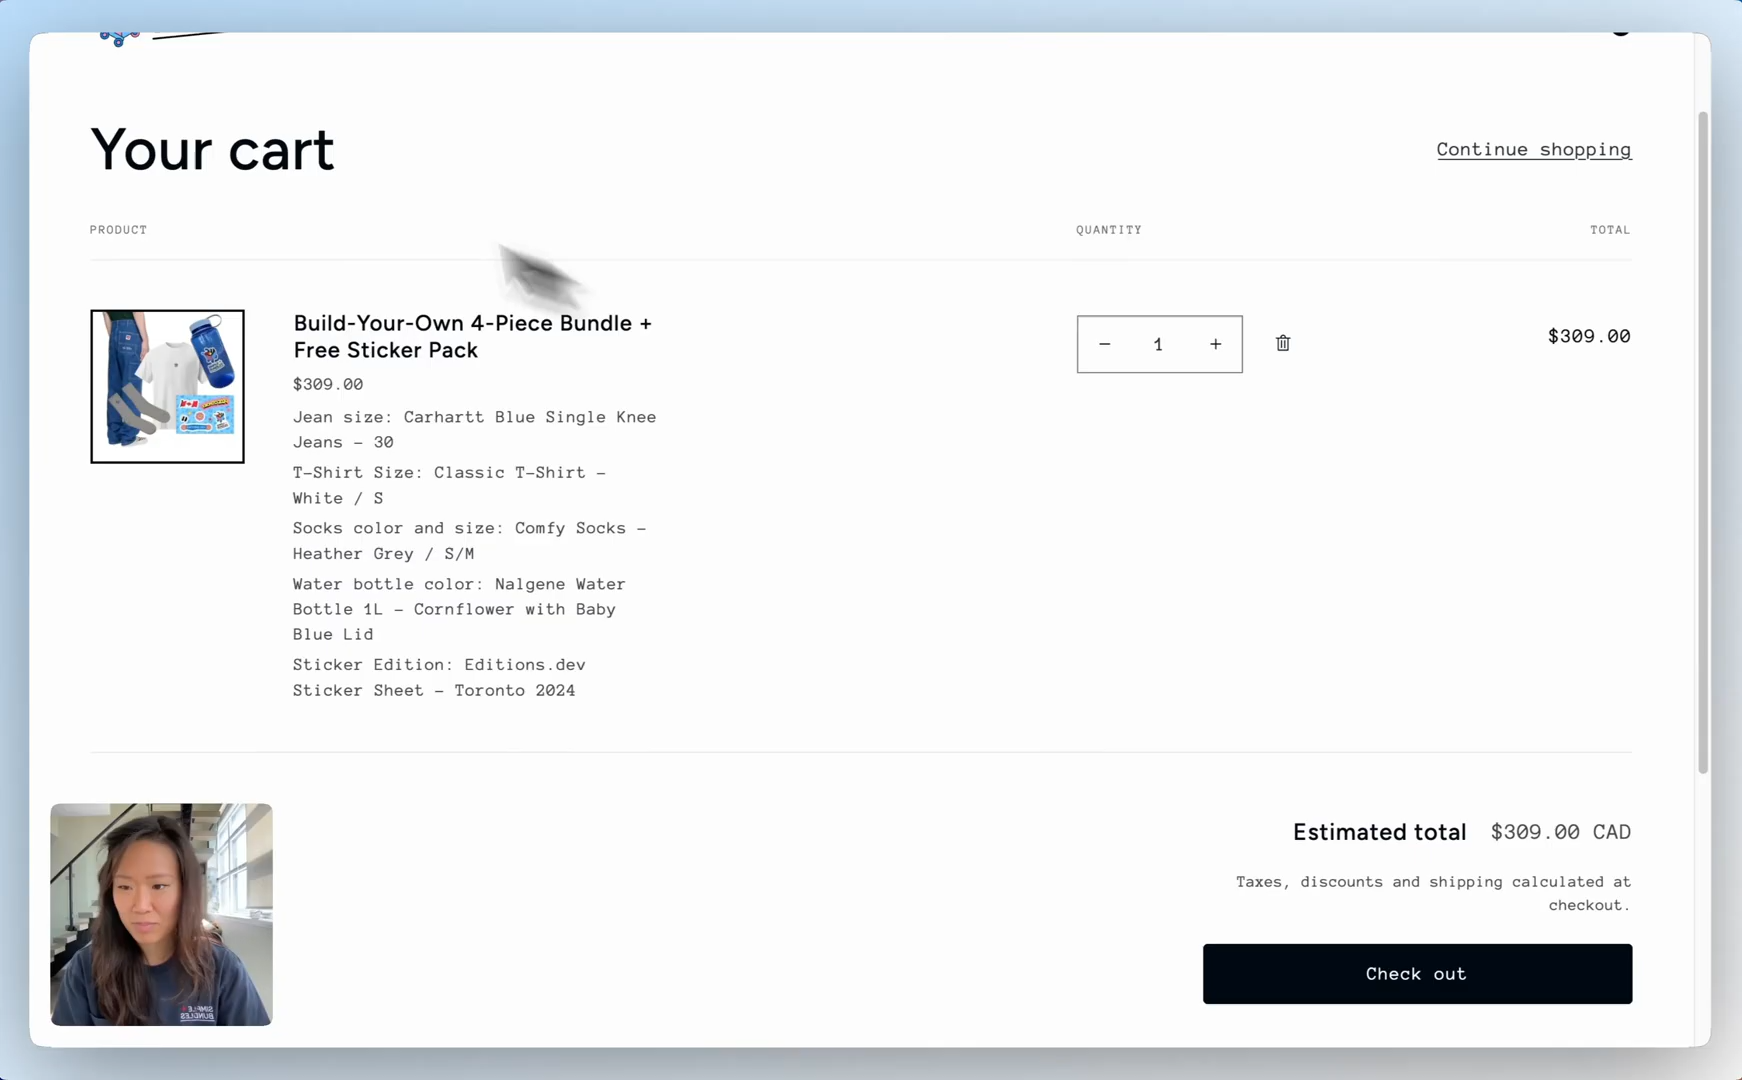 Your cart
Continue shopping
PRODUCT
QUANTITY
TOTAL
Build-Your-Own 4-Piece Bundle +
Free Sticker Pack
$309.00
Jean size: Carhartt Blue Single Knee
Jeans - 30
T-Shirt Size: Classic T-Shirt -
White / S
Socks color and size: Comfy Socks -
Heather Grey / S/M
Water bottle color: Nalgene Water
Bottle 1L - Cornflower with Baby
Blue Lid
Sticker Edition: Editions.dev
Sticker Sheet - Toronto 2024
− 1 +
$309.00
Estimated total $309.00 CAD
Taxes, discounts and shipping calculated at
checkout.
Check out
SIMPLE
BUNDLES